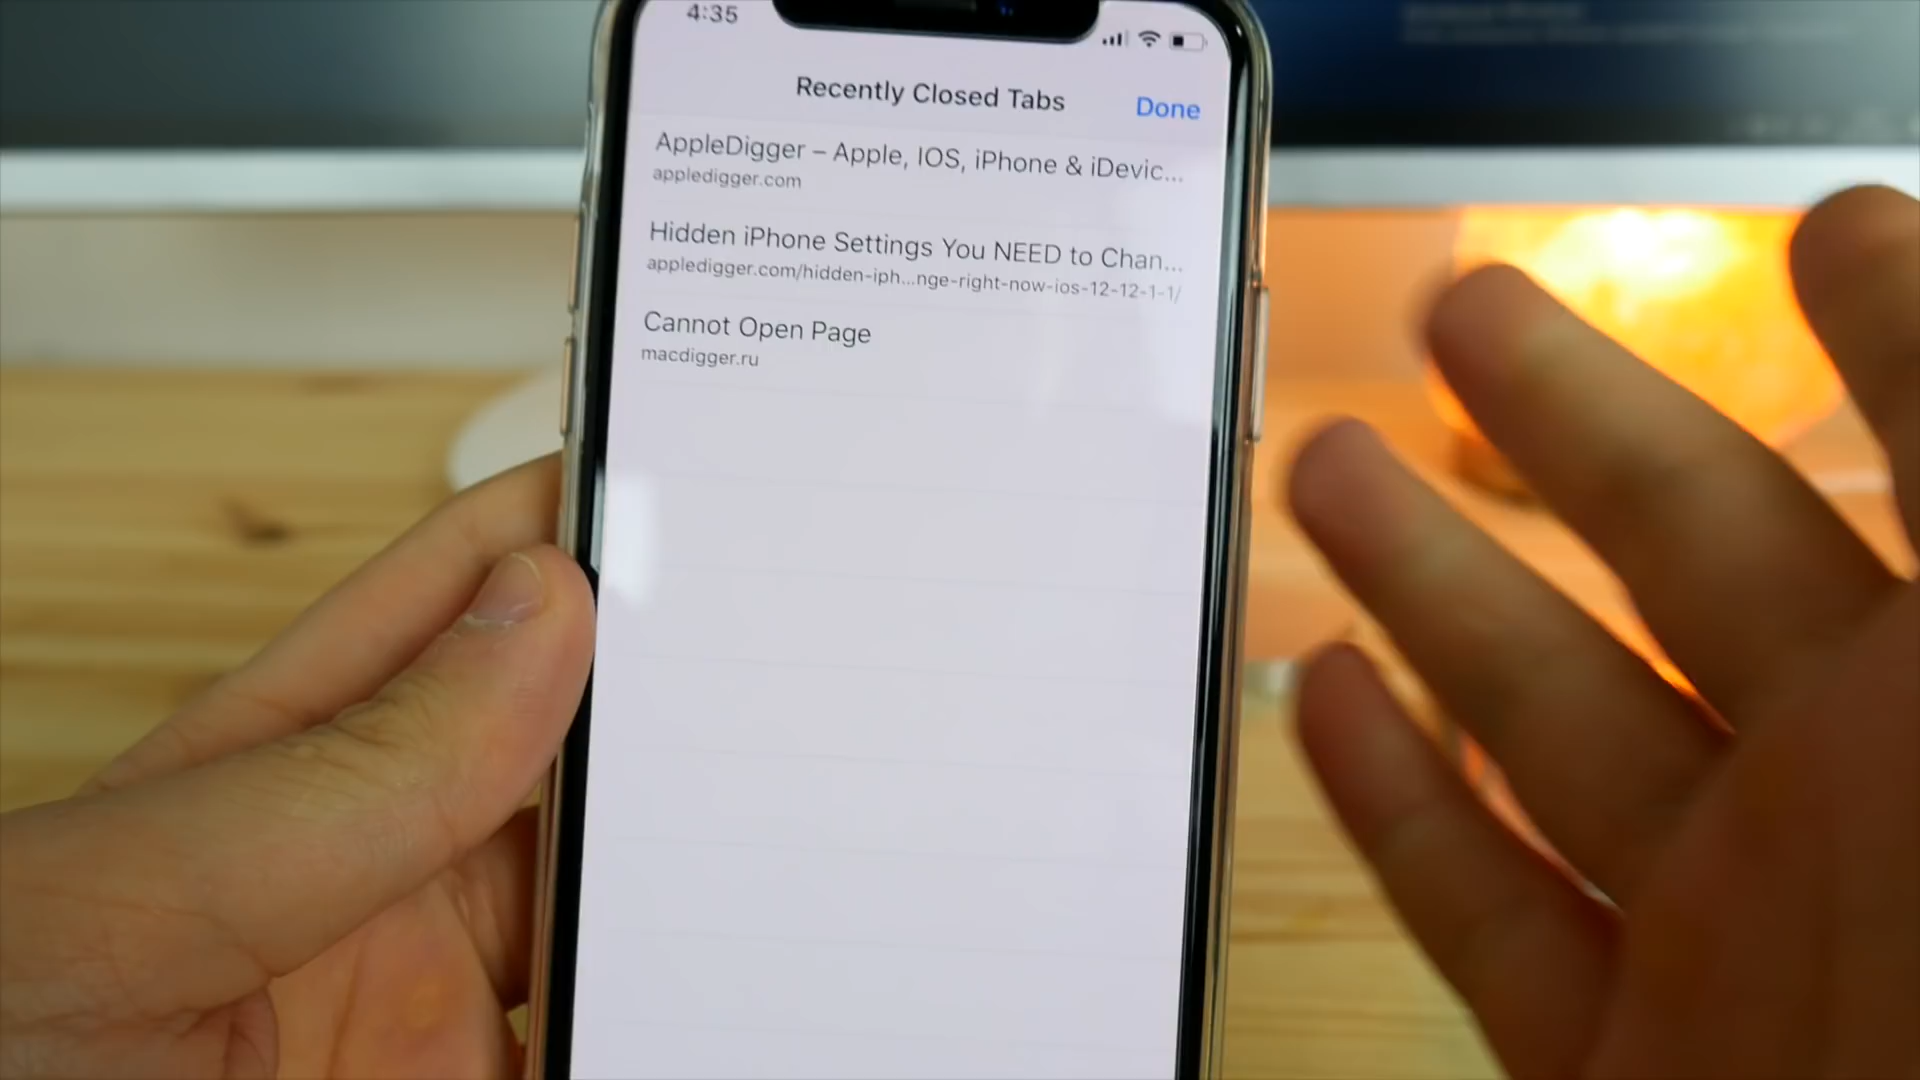 4:35
Recently Closed Tabs
Done
AppleDigger – Apple, IOS, iPhone & iDevic...
appledigger.com
Hidden iPhone Settings You NEED to Chan...
appledigger.com/hidden-iph...nge-right-now-ios-12-12-1-1/
Cannot Open Page
macdigger.ru